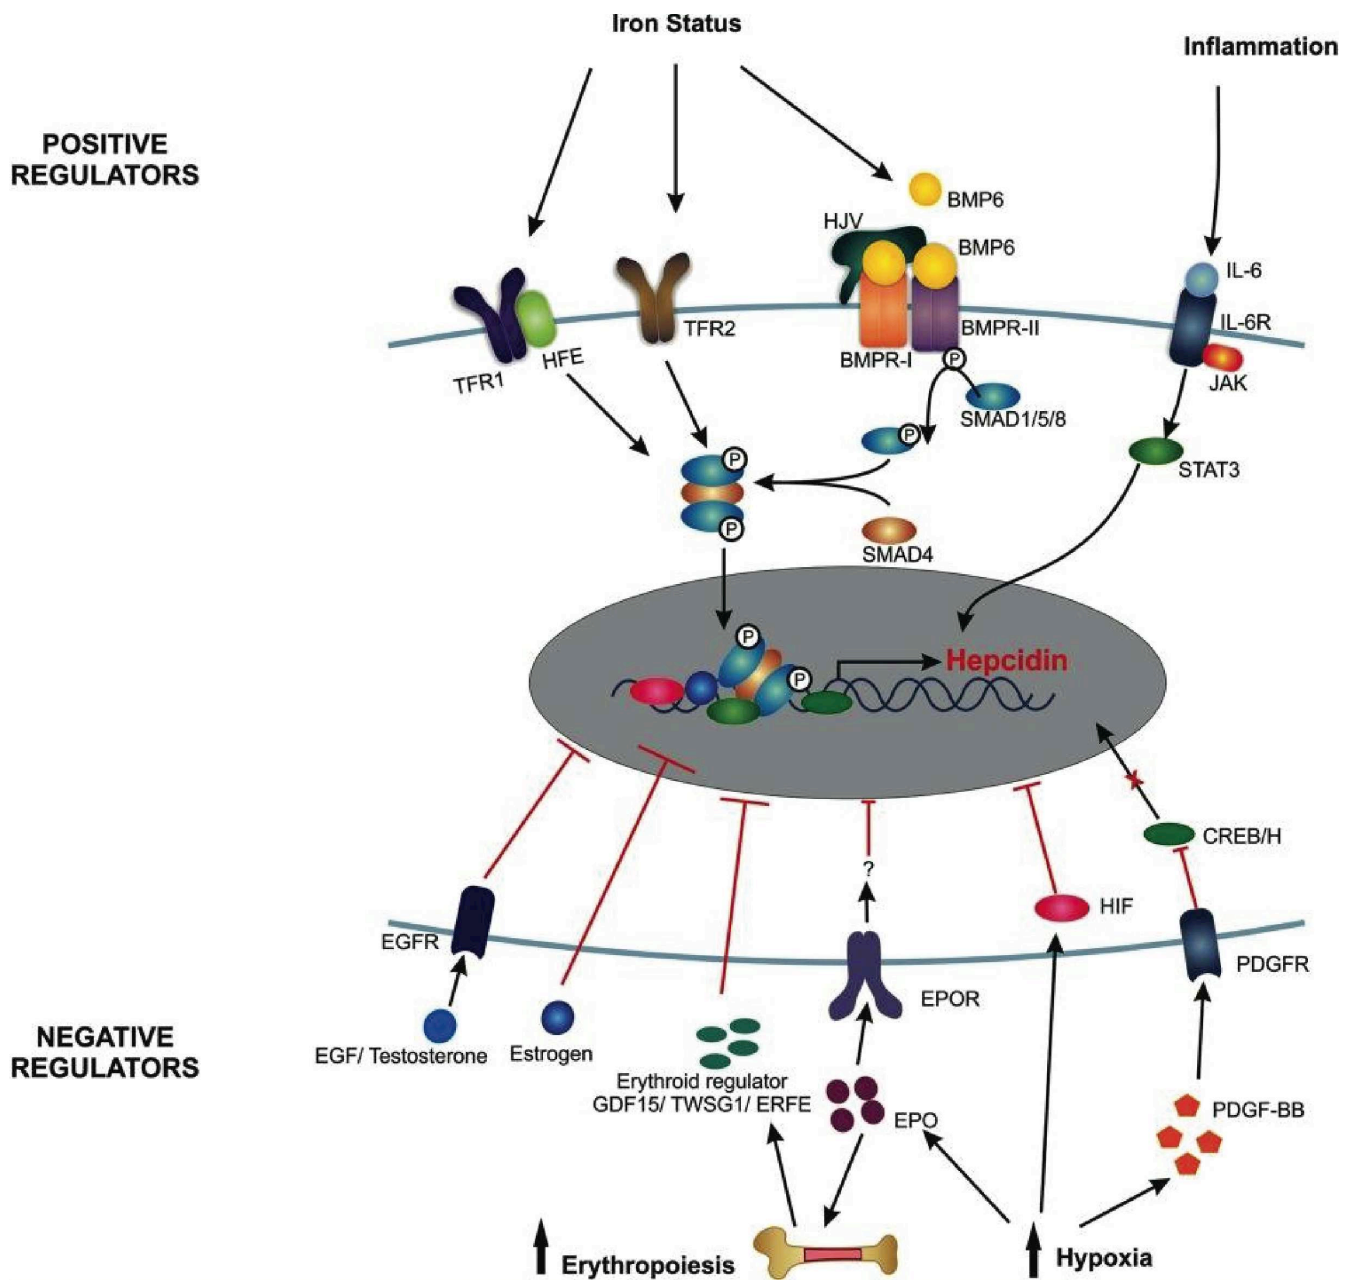 Iron Status
Inflammation
POSITIVE
REGULATORS
BMP6
HJV
BMP6
IL-6
TFR2
BMPR-II
IL-6R
TFR1
HFE
BMPR-I
P
JAK
SMAD1/5/8
P
P
STAT3
P
SMAD4
P
Hepcidin
P
CREB/H
?
HIF
EGFR
PDGFR
EPOR
NEGATIVE
REGULATORS
EGF/ Testosterone
Estrogen
Erythroid regulator
GDF15/ TWSG1/ ERFE
EPO
PDGF-BB
Erythropoiesis
Hypoxia